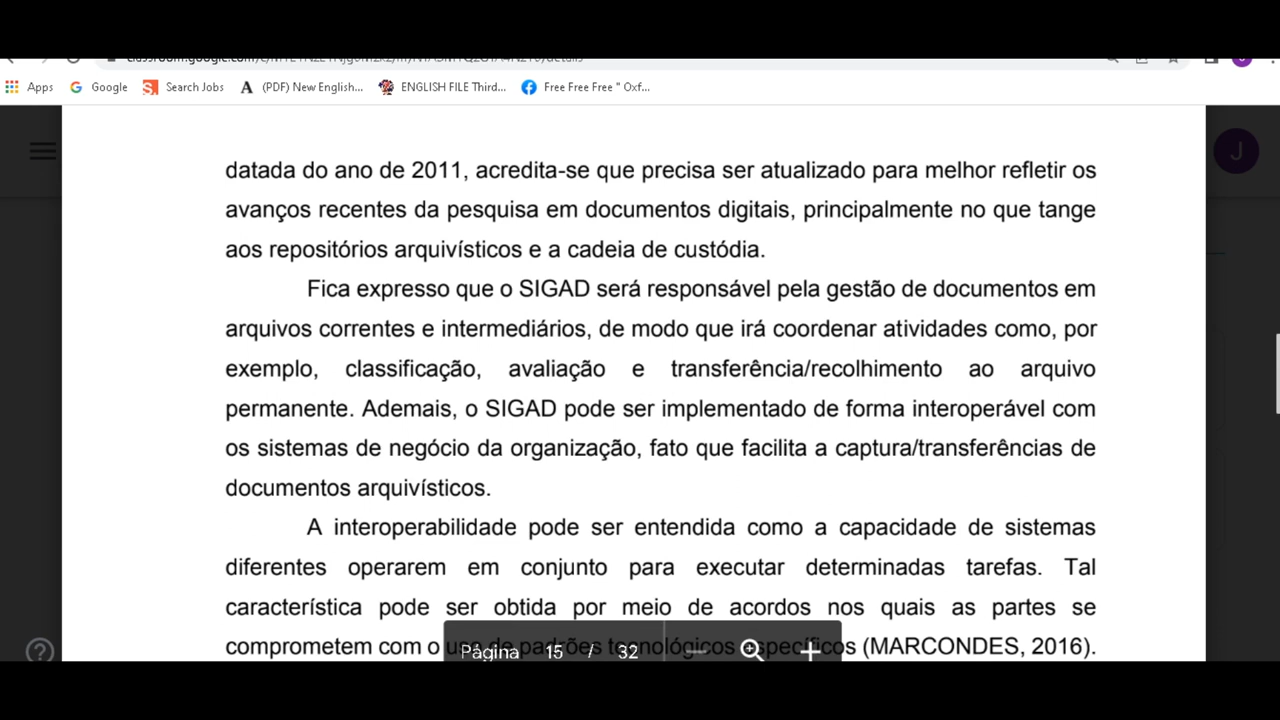 Apps Google Search Jobs (PDF) New English... ENGLISH FILE Third... Free Free Free " Oxf...
J
datada do ano de 2011, acredita-se que precisa ser atualizado para melhor refletir os
avanços recentes da pesquisa em documentos digitais, principalmente no que tange
aos repositórios arquivísticos e a cadeia de custódia.
Fica expresso que o SIGAD será responsável pela gestão de documentos em
arquivos correntes e intermediários, de modo que irá coordenar atividades como, por
exemplo, classificação, avaliação e transferência/recolhimento ao arquivo
permanente. Ademais, o SIGAD pode ser implementado de forma interoperável com
os sistemas de negócio da organização, fato que facilita a captura/transferências de
documentos arquivísticos.
A interoperabilidade pode ser entendida como a capacidade de sistemas
diferentes operarem em conjunto para executar determinadas tarefas. Tal
característica pode ser obtida por meio de acordos nos quais as partes se
comprometem com o uso de padrões tecnológicos específicos (MARCONDES, 2016).
Página 15 / 32